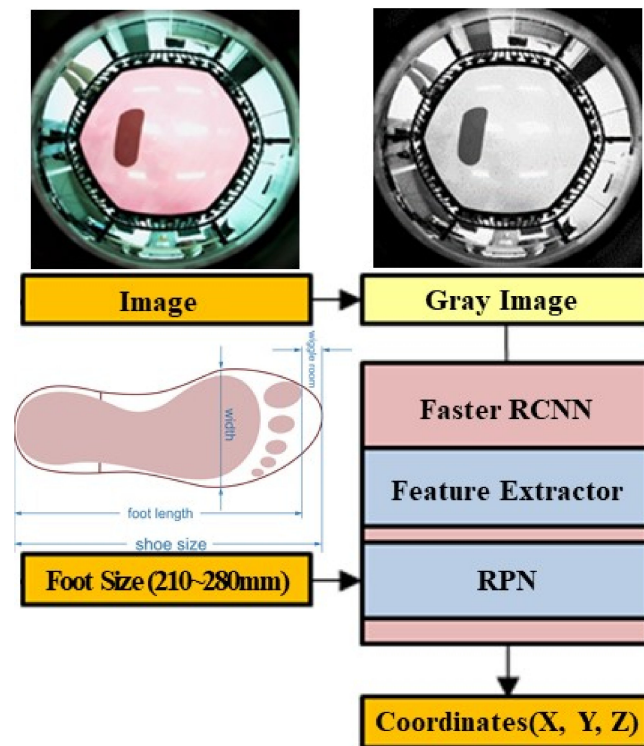 Image
Gray Image
wiggle room
width
foot length
shoe size
Faster RCNN
Feature Extractor
Foot Size (210~280mm)
RPN
Coordinates(X, Y, Z)